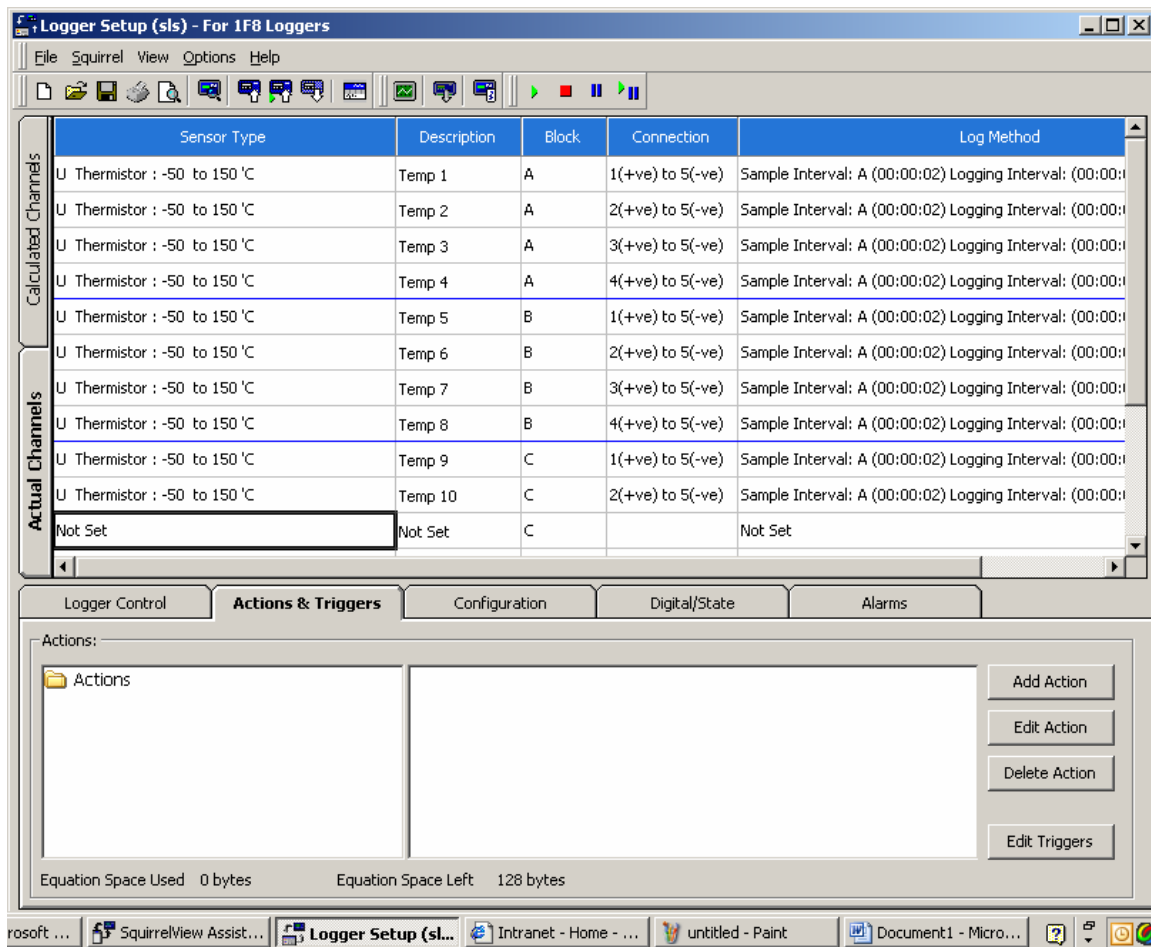 Logger Setup (sls) - For 1F8 Loggers
File Squirrel View Options Help
Calculated Channels
Actual Channels
Sensor Type Description Block Connection Log Method
U Thermistor : -50 to 150 'C Temp 1 A 1(+ve) to 5(-ve) Sample Interval: A (00:00:02) Logging Interval: (00:00:
U Thermistor : -50 to 150 'C Temp 2 A 2(+ve) to 5(-ve) Sample Interval: A (00:00:02) Logging Interval: (00:00:
U Thermistor : -50 to 150 'C Temp 3 A 3(+ve) to 5(-ve) Sample Interval: A (00:00:02) Logging Interval: (00:00:
U Thermistor : -50 to 150 'C Temp 4 A 4(+ve) to 5(-ve) Sample Interval: A (00:00:02) Logging Interval: (00:00:
U Thermistor : -50 to 150 'C Temp 5 B 1(+ve) to 5(-ve) Sample Interval: A (00:00:02) Logging Interval: (00:00:
U Thermistor : -50 to 150 'C Temp 6 B 2(+ve) to 5(-ve) Sample Interval: A (00:00:02) Logging Interval: (00:00:
U Thermistor : -50 to 150 'C Temp 7 B 3(+ve) to 5(-ve) Sample Interval: A (00:00:02) Logging Interval: (00:00:
U Thermistor : -50 to 150 'C Temp 8 B 4(+ve) to 5(-ve) Sample Interval: A (00:00:02) Logging Interval: (00:00:
U Thermistor : -50 to 150 'C Temp 9 C 1(+ve) to 5(-ve) Sample Interval: A (00:00:02) Logging Interval: (00:00:
U Thermistor : -50 to 150 'C Temp 10 C 2(+ve) to 5(-ve) Sample Interval: A (00:00:02) Logging Interval: (00:00:
Not Set Not Set C Not Set
Logger Control Actions & Triggers Configuration Digital/State Alarms
Actions:
Actions
Add Action
Edit Action
Delete Action
Edit Triggers
Equation Space Used 0 bytes Equation Space Left 128 bytes
rosoft ... SquirrelView Assist... Logger Setup (sl... Intranet - Home - ... untitled - Paint Document1 - Micro...